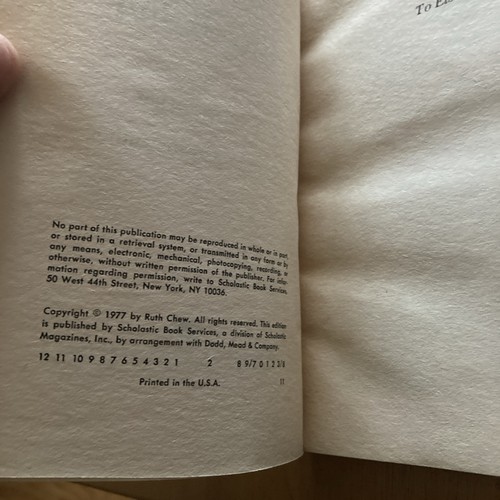 To
No part of this publication may be reproduced in whole or in part,
or stored in a retrieval system, or transmitted in any form or by
any means, electronic, mechanical, photocopying, recording, or
otherwise, without written permission of the publisher. For infor-
mation regarding permission, write to Scholastic Book Services,
50 West 44th Street, New York, NY 10036.
Copyright © 1977 by Ruth Chew. All rights reserved. This edition
is published by Scholastic Book Services, a division of Scholastic
Magazines, Inc., by arrangement with Dodd, Mead & Company.
12 11 10 9 8 7 6 5 4 3 2 1 2 8 9/7 0 1 2 3/8
Printed in the U.S.A. 11